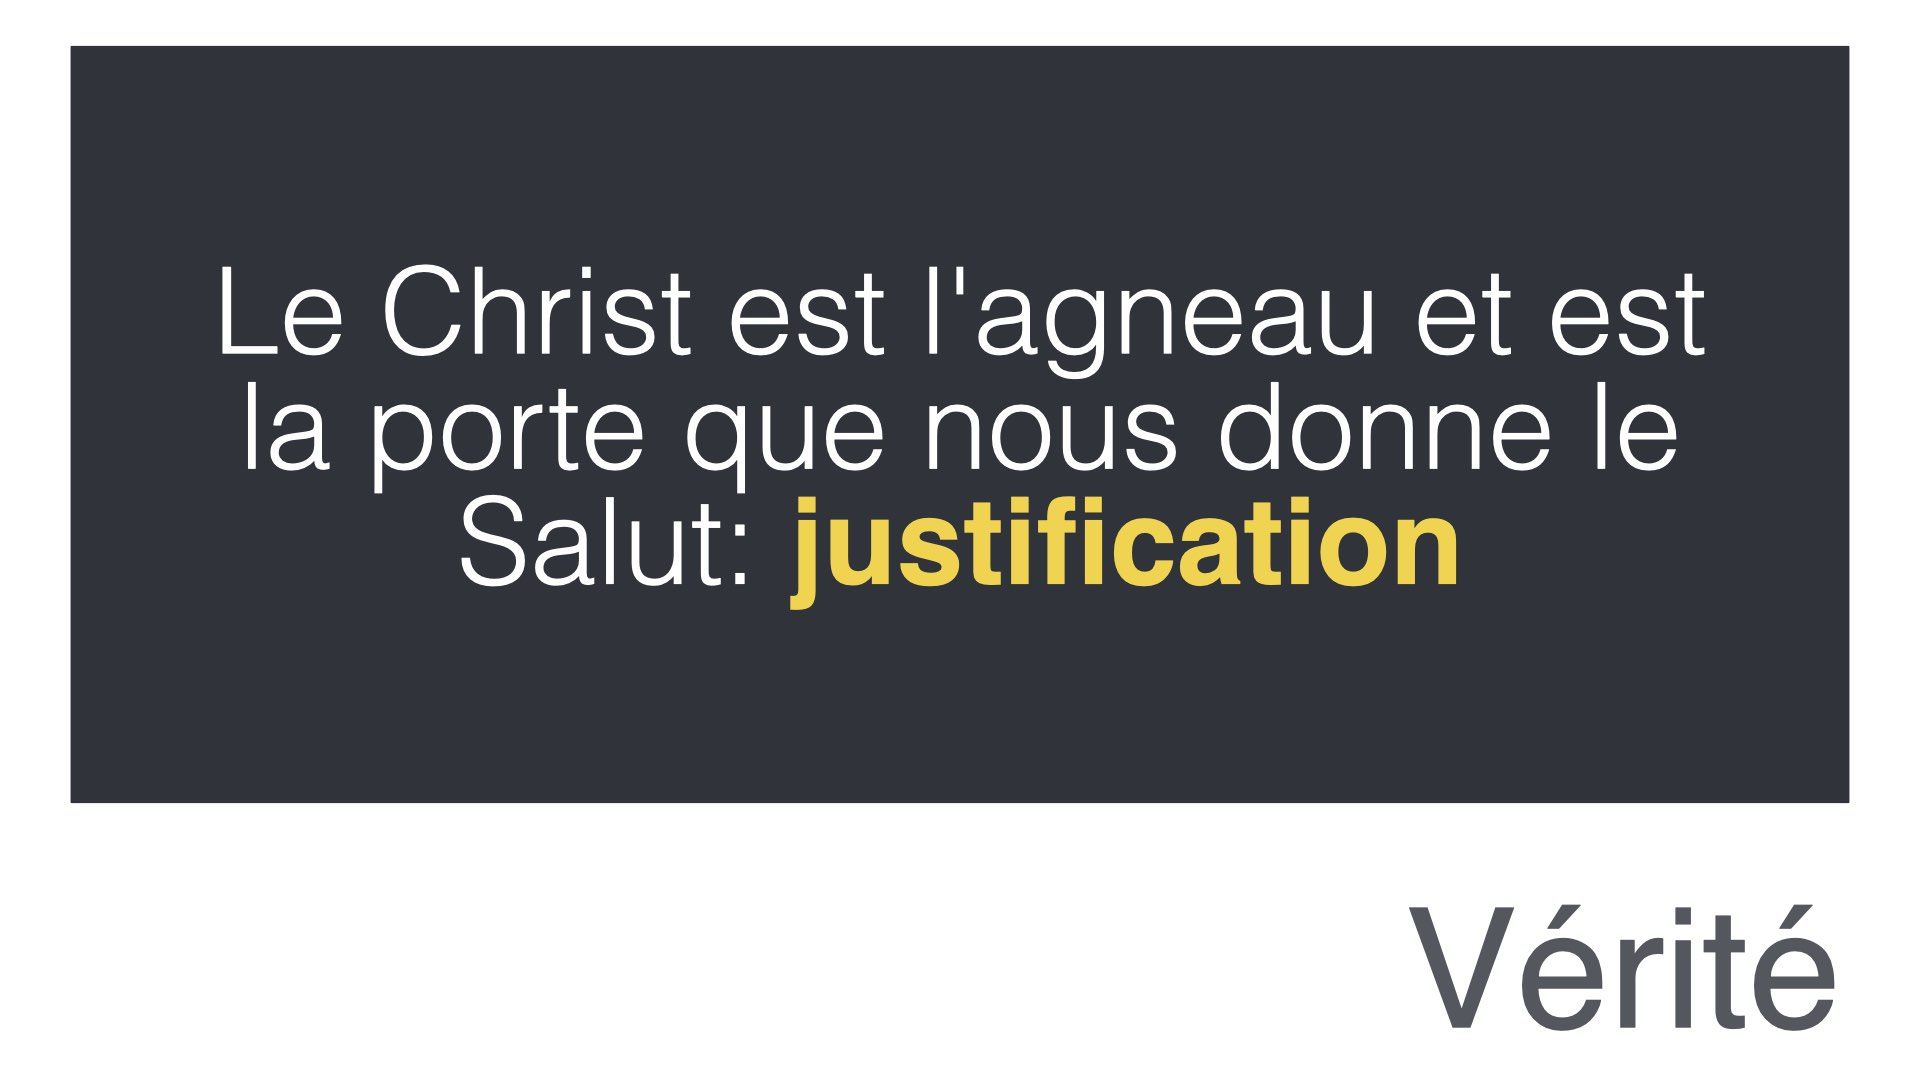 Le Christ est l'agneau et est
la porte que nous donne le
Salut: justification
Vérité